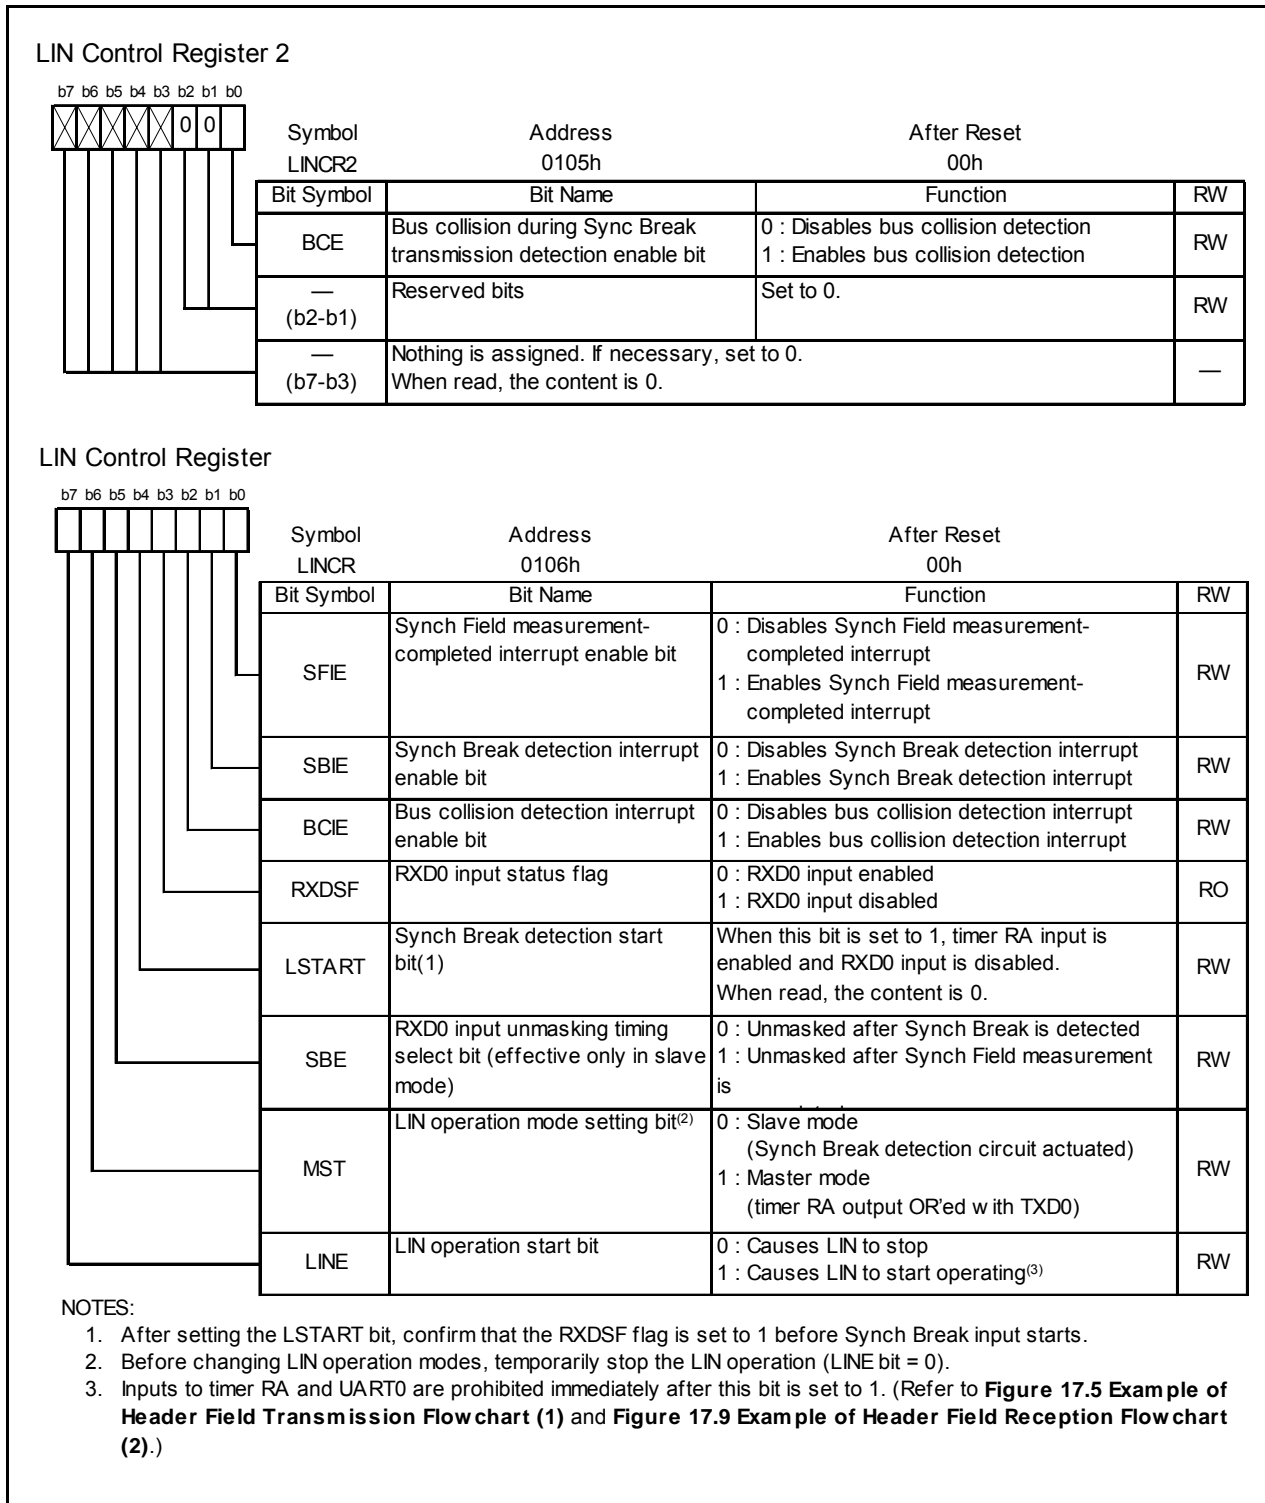 LIN Control Register 2
b7 b6 b5 b4 b3 b2 b1 b0
0 0
Symbol Address After Reset
LINCR2 0105h 00h
Bit Symbol Bit Name Function RW
BCE Bus collision during Sync Break transmission detection enable bit 0 : Disables bus collision detection RW
1 : Enables bus collision detection
— Reserved bits Set to 0. RW
(b2-b1)
— Nothing is assigned. If necessary, set to 0. —
(b7-b3) When read, the content is 0.
LIN Control Register
b7 b6 b5 b4 b3 b2 b1 b0
Symbol Address After Reset
LINCR 0106h 00h
Bit Symbol Bit Name Function RW
SFIE Synch Field measurement-completed interrupt enable bit 0 : Disables Synch Field measurement-completed interrupt RW
1 : Enables Synch Field measurement-completed interrupt
SBIE Synch Break detection interrupt enable bit 0 : Disables Synch Break detection interrupt RW
1 : Enables Synch Break detection interrupt
BCIE Bus collision detection interrupt enable bit 0 : Disables bus collision detection interrupt RW
1 : Enables bus collision detection interrupt
RXDSF RXD0 input status flag 0 : RXD0 input enabled RO
1 : RXD0 input disabled
LSTART Synch Break detection start bit(1) When this bit is set to 1, timer RA input is enabled and RXD0 input is disabled. RW
When read, the content is 0.
SBE RXD0 input unmasking timing select bit (effective only in slave mode) 0 : Unmasked after Synch Break is detected RW
1 : Unmasked after Synch Field measurement is
MST LIN operation mode setting bit(2) 0 : Slave mode RW
(Synch Break detection circuit actuated)
1 : Master mode
(timer RA output OR'ed with TXD0)
LINE LIN operation start bit 0 : Causes LIN to stop RW
1 : Causes LIN to start operating(3)
NOTES:
1. After setting the LSTART bit, confirm that the RXDSF flag is set to 1 before Synch Break input starts.
2. Before changing LIN operation modes, temporarily stop the LIN operation (LINE bit = 0).
3. Inputs to timer RA and UART0 are prohibited immediately after this bit is set to 1. (Refer to Figure 17.5 Example of
Header Field Transmission Flowchart (1) and Figure 17.9 Example of Header Field Reception Flowchart
(2).)